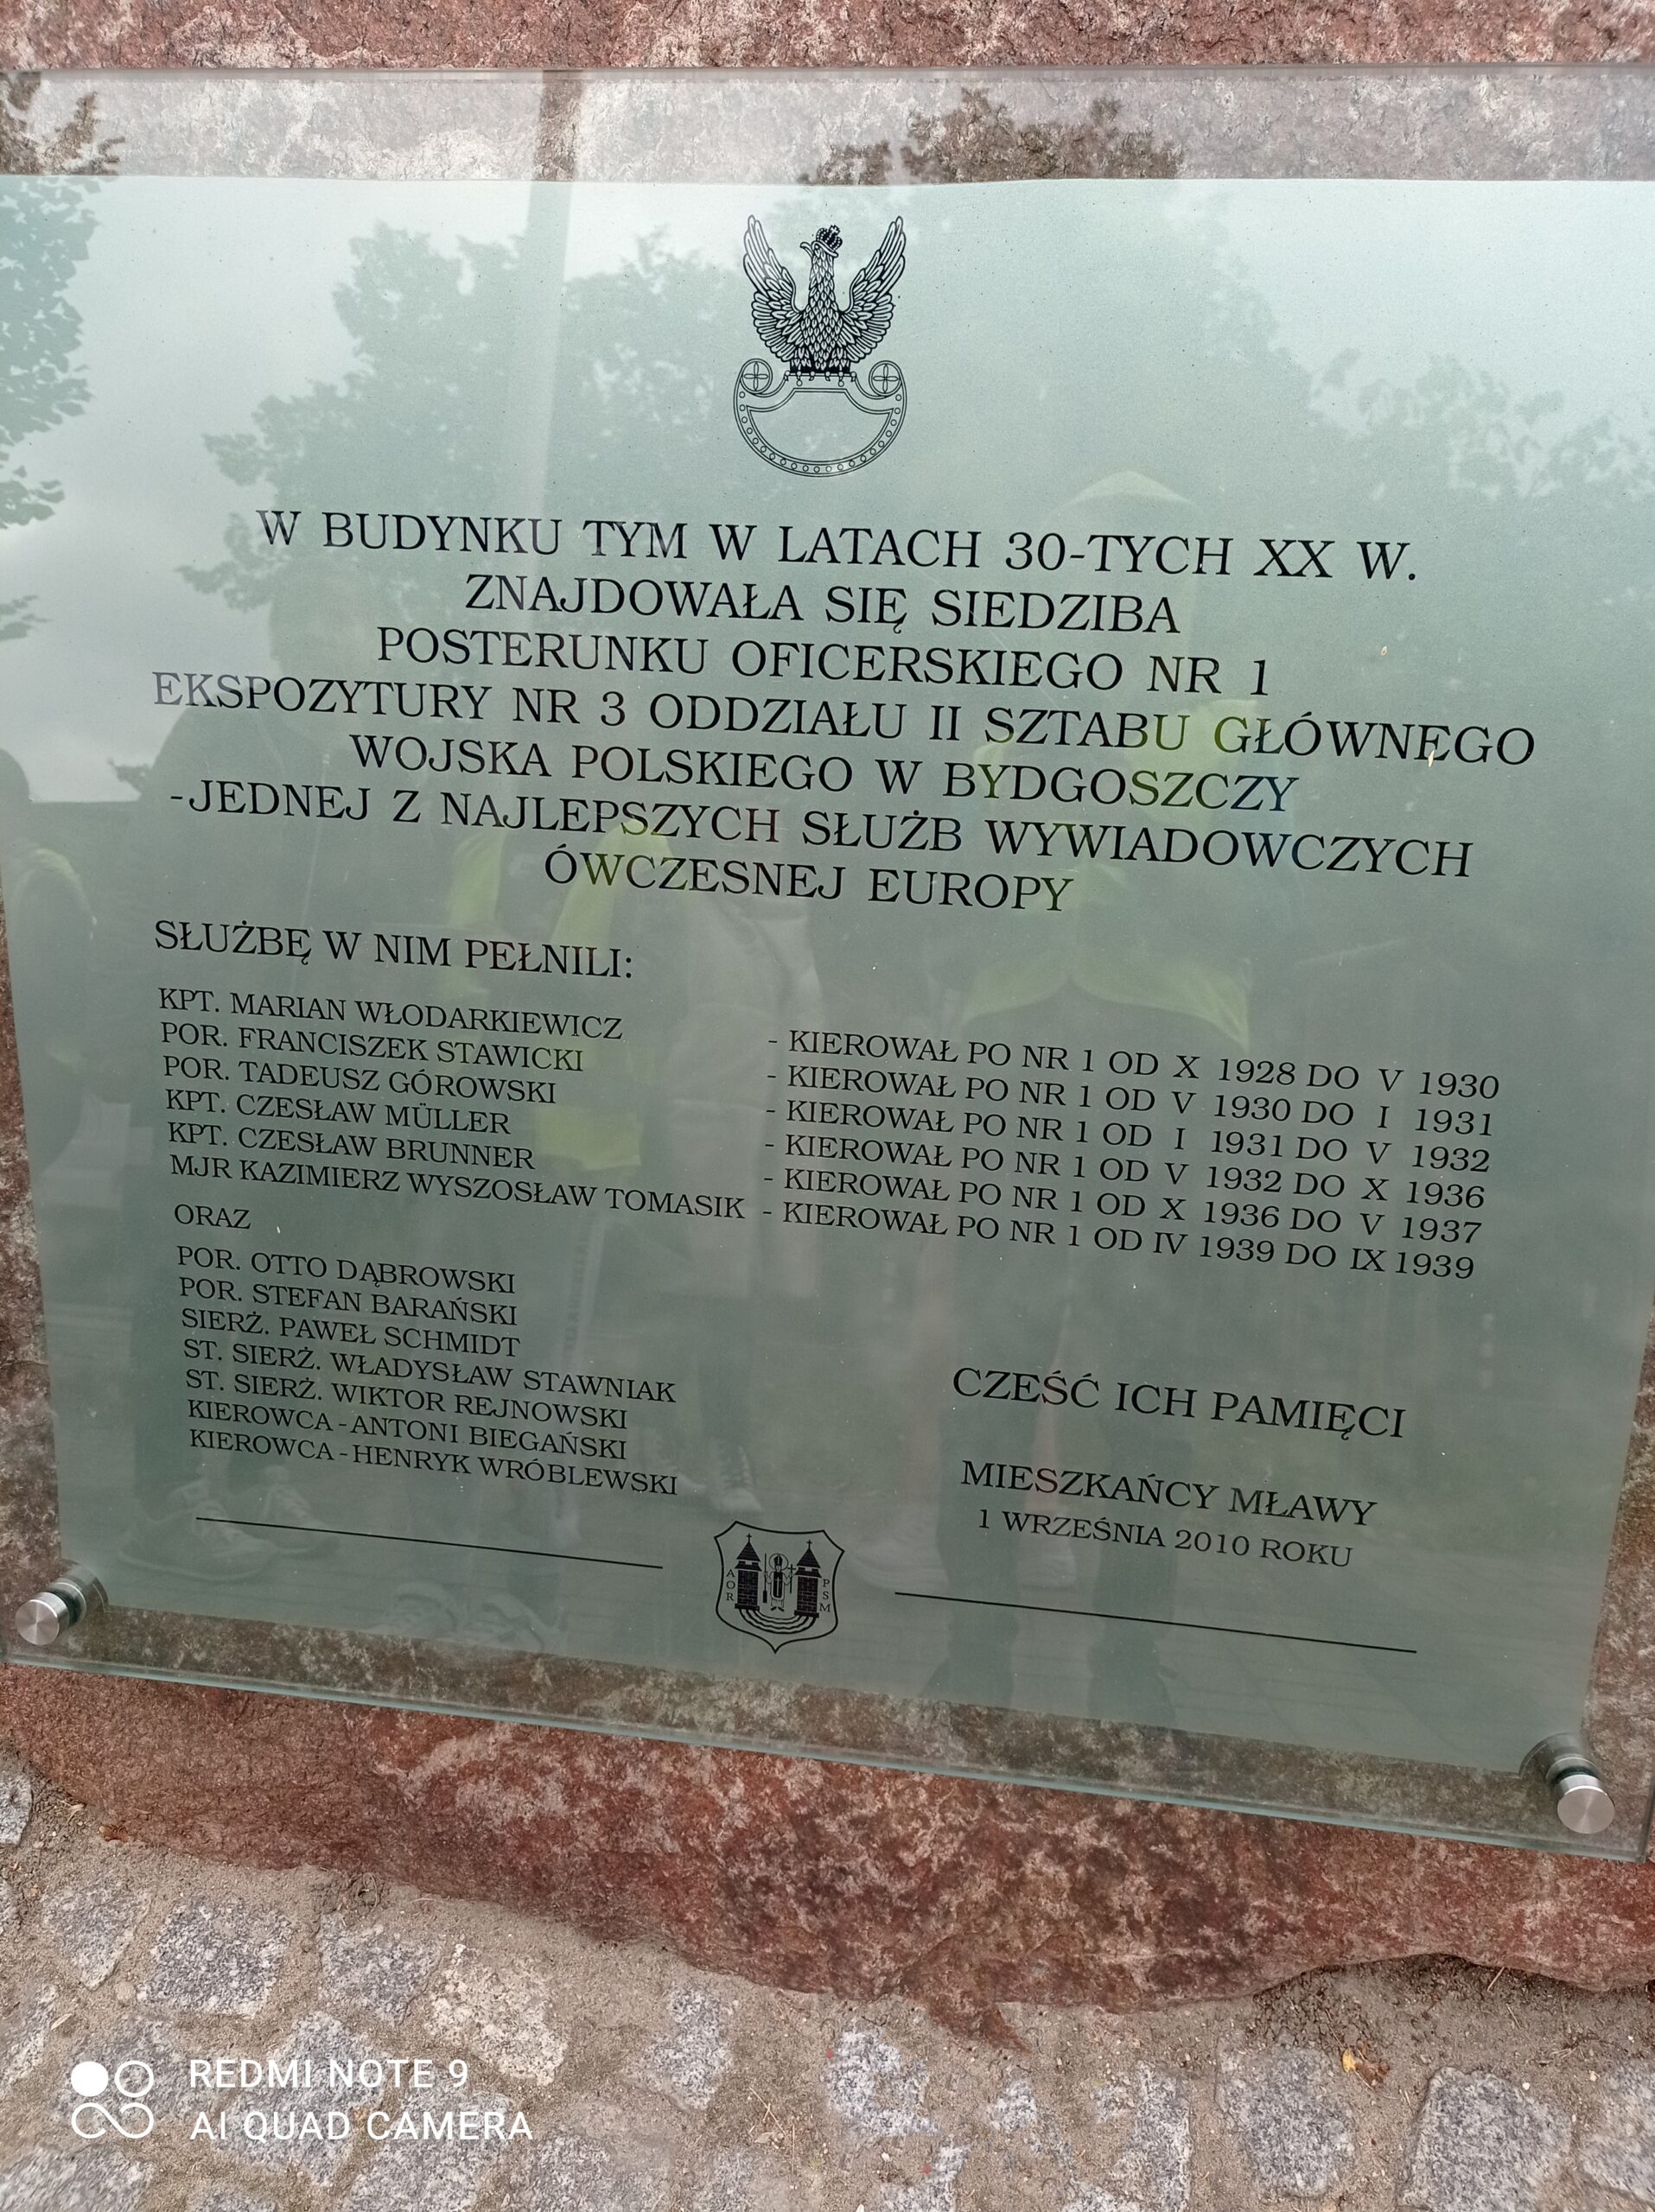 W BUDYNKU TYM W LATACH 30-TYCH XX W.
ZNAJDOWAŁA SIĘ SIEDZIBA
POSTERUNKU OFICERSKIEGO NR 1
EKSPOZYTURY NR 3 ODDZIAŁU II SZTABU GŁÓWNEGO
WOJSKA POLSKIEGO W BYDGOSZCZY
-JEDNEJ Z NAJLEPSZYCH SŁUŻB WYWIADOWCZYCH
ÓWCZESNEJ EUROPY
SŁUŻBĘ W NIM PEŁNILI:
KPT. MARIAN WŁODARKIEWICZ - KIEROWAŁ PO NR 1 OD X 1928 DO V 1930
POR. FRANCISZEK STAWICKI - KIEROWAŁ PO NR 1 OD V 1930 DO I 1931
POR. TADEUSZ GÓROWSKI - KIEROWAŁ PO NR 1 OD I 1931 DO V 1932
KPT. CZESŁAW MÜLLER - KIEROWAŁ PO NR 1 OD V 1932 DO X 1936
KPT. CZESŁAW BRUNNER - KIEROWAŁ PO NR 1 OD X 1936 DO V 1937
MJR KAZIMIERZ WYSZOSŁAW TOMASIK - KIEROWAŁ PO NR 1 OD IV 1939 DO IX 1939
ORAZ
POR. OTTO DĄBROWSKI
POR. STEFAN BARAŃSKI
SIERŻ. PAWEŁ SCHMIDT
ST. SIERŻ. WŁADYSŁAW STAWNIAK
ST. SIERŻ. WIKTOR REJNOWSKI
KIEROWCA - ANTONI BIEGAŃSKI
KIEROWCA - HENRYK WRÓBLEWSKI
CZEŚĆ ICH PAMIĘCI
MIESZKAŃCY MŁAWY
1 WRZEŚNIA 2010 ROKU
AOR PSM
REDMI NOTE 9
AI QUAD CAMERA